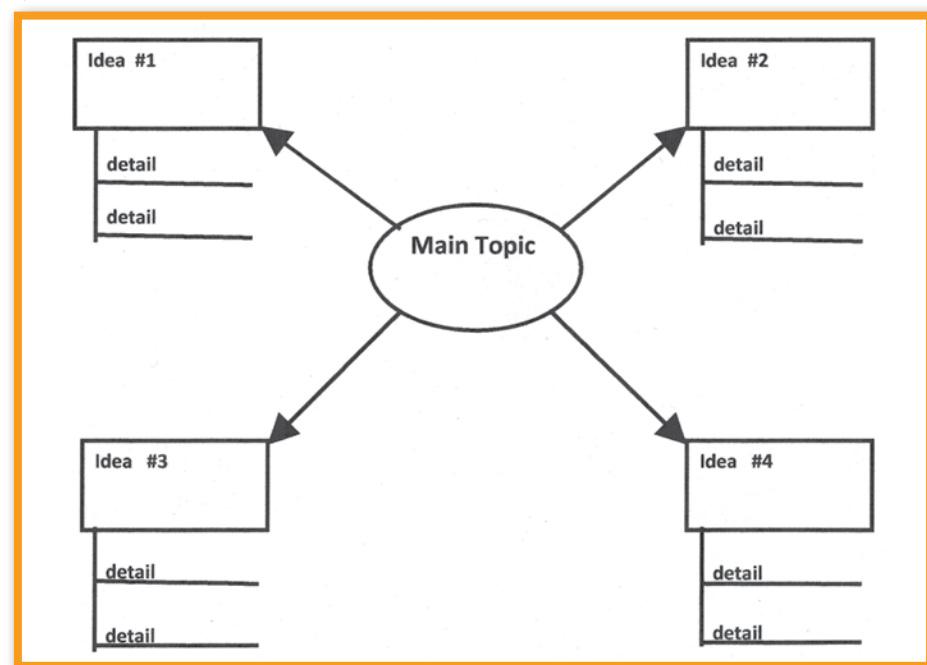 Idea #1
Idea #2
detail
detail
detail
detail
Main Topic
Idea #3
Idea #4
detail
detail
detail
detail